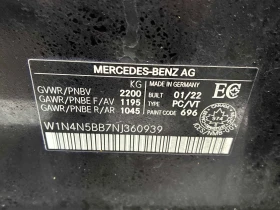 MERCEDES-BENZ AG
KG
MADE IN GERMANY
GVWR/PNBV 2200 BUILT 01/22
GAWR/PNBE F/AV 1195 TYPE PC/VT
GAWR/PNBE R/AR 1045 PAINT CODE 696
EC
W1N4N5BB7NJ360939